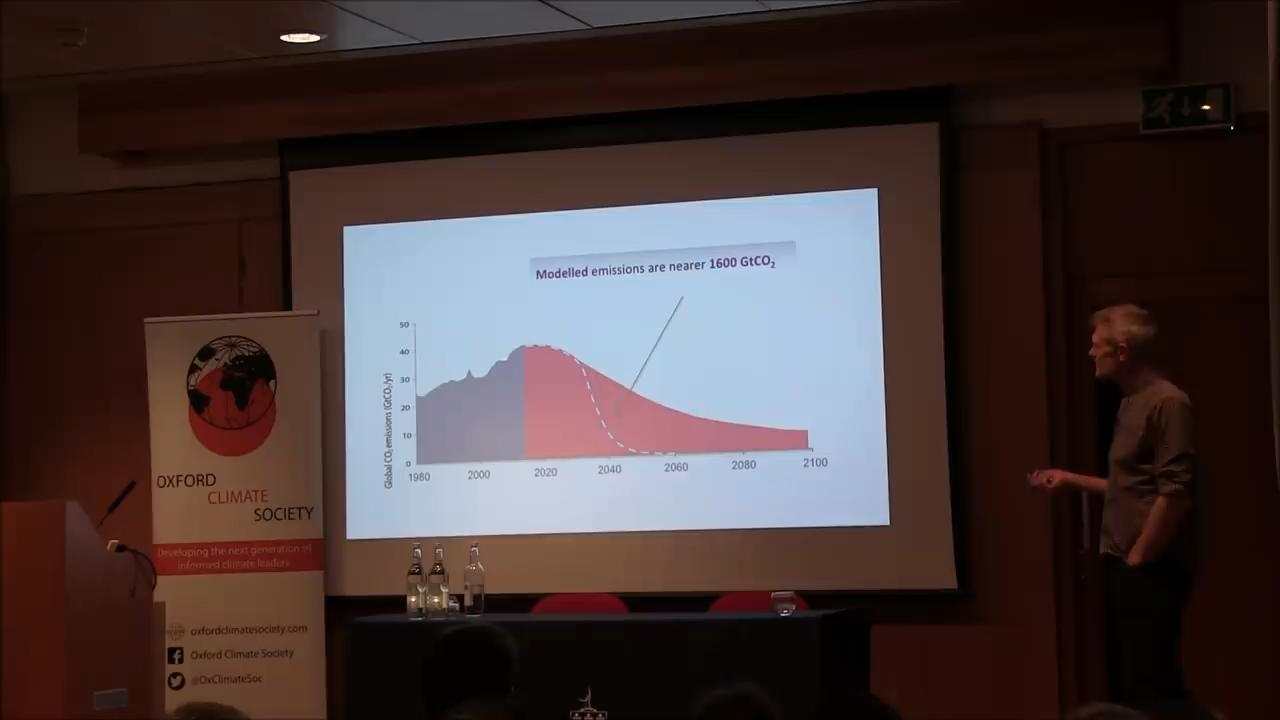 Modelled emissions are nearer 1600 GtCO₂
Global CO₂ emissions (GtCO₂/yr)
50
40
30
20
10
0
1980
2000
2020
2040
2060
2080
2100
OXFORD
CLIMATE
SOCIETY
Developing the next generation of
informed climate leaders
oxfordclimatesociety.com
Oxford Climate Society
@OxClimateSoc